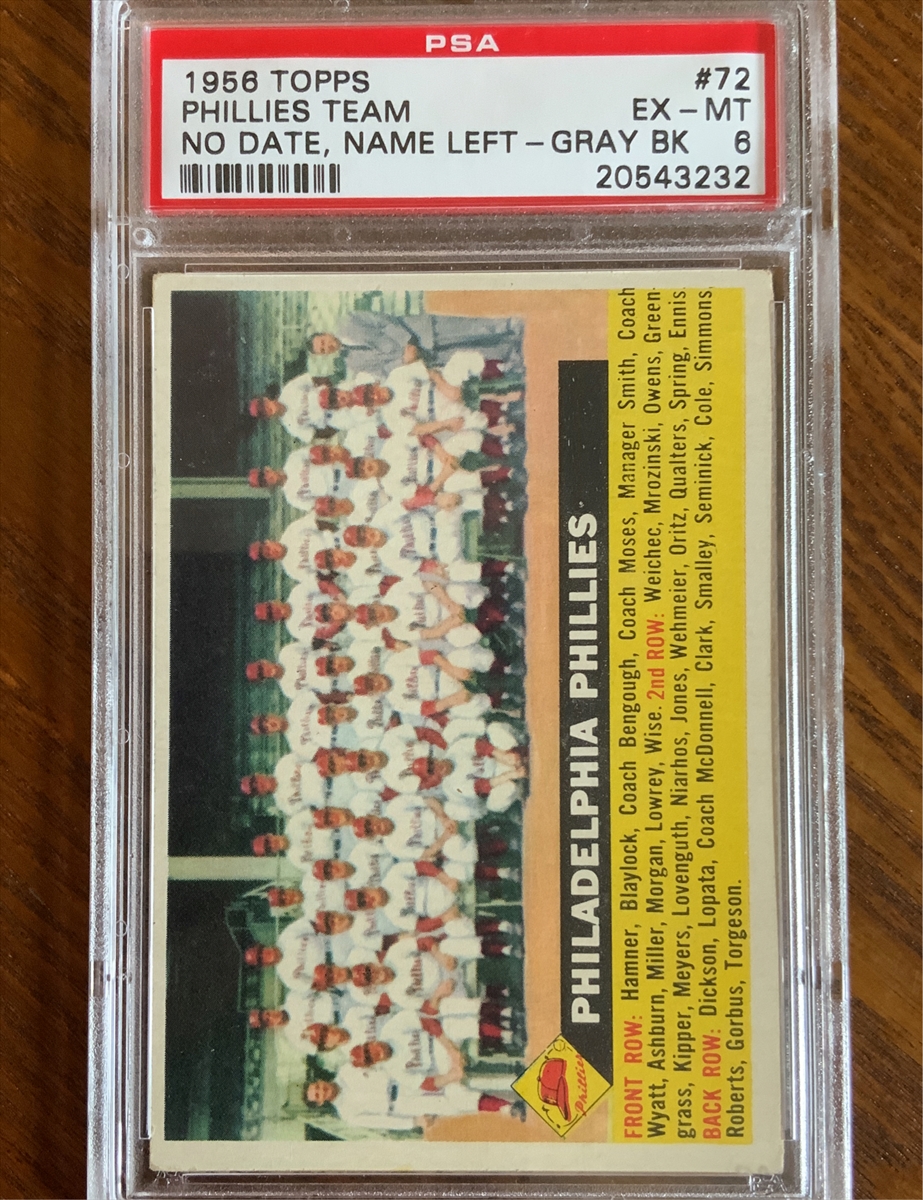 PSA
1956 TOPPS #72
PHILLIES TEAM EX - MT
NO DATE, NAME LEFT - GRAY BK 6
20543232
PHILADELPHIA PHILLIES
Phillies
FRONT ROW: Hamner, Blaylock, Coach Bengough, Coach Moses, Manager Smith, Coach
Wyatt, Ashburn, Miller, Morgan, Lowrey, Wise. 2nd ROW: Weichec, Mrozinski, Owens, Green-
grass, Kipper, Meyers, Lovenguth, Niarhos, Jones, Wehmeier, Oritz, Qualters, Spring, Ennis.
BACK ROW: Dickson, Lopata, Coach McDonnell, Clark, Smalley, Seminick, Cole, Simmons,
Roberts, Gorbus, Torgeson.